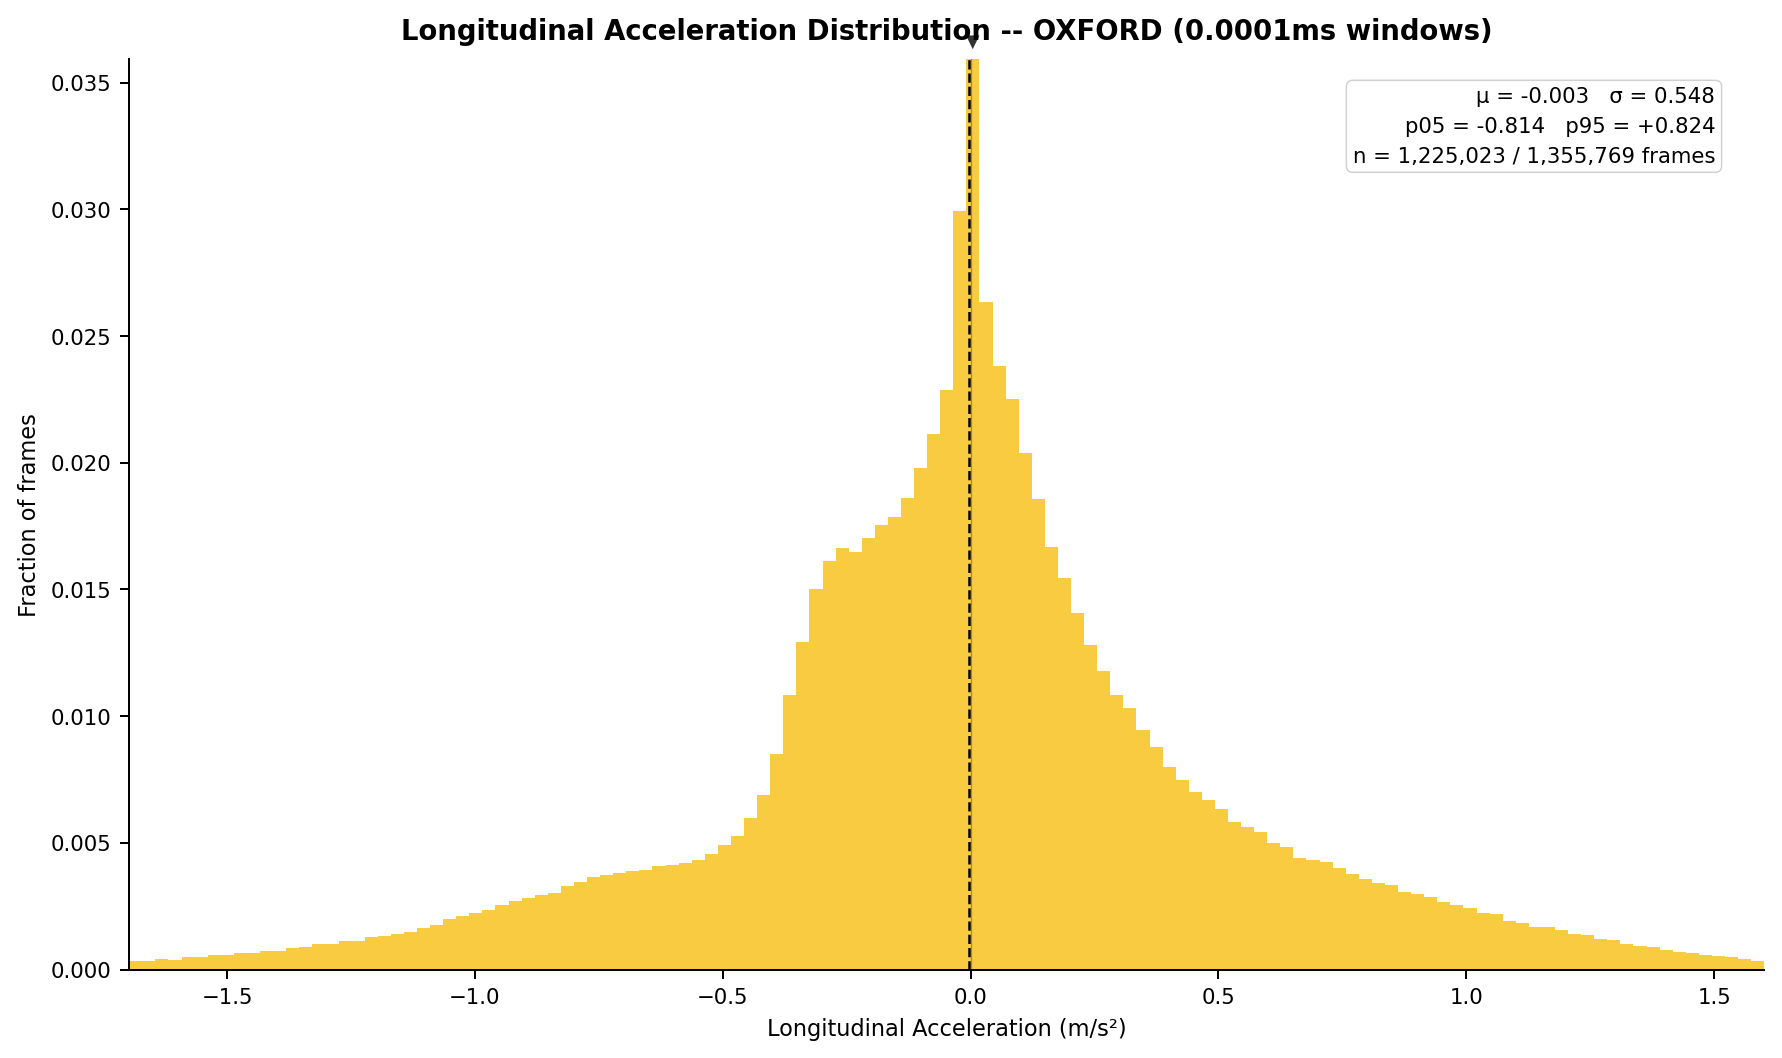 Longitudinal Acceleration Distribution -- OXFORD (0.0001ms windows)
μ = -0.003   σ = 0.548
p05 = -0.814   p95 = +0.824
n = 1,225,023 / 1,355,769 frames
0.035
0.030
0.025
0.020
0.015
0.010
0.005
0.000
Fraction of frames
−1.5
−1.0
−0.5
0.0
0.5
1.0
1.5
Longitudinal Acceleration (m/s²)